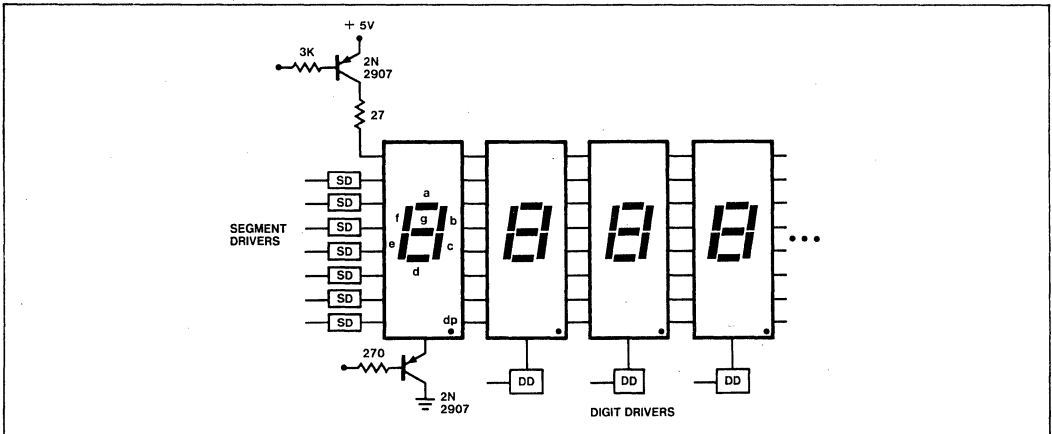 + 5V
3K
2N
2907
27
SD
SD
SD
SD
SD
SD
SD
SEGMENT
DRIVERS
a
f
g
b
e
c
d
dp
270
2N
2907
DD
DD
DD
DIGIT DRIVERS